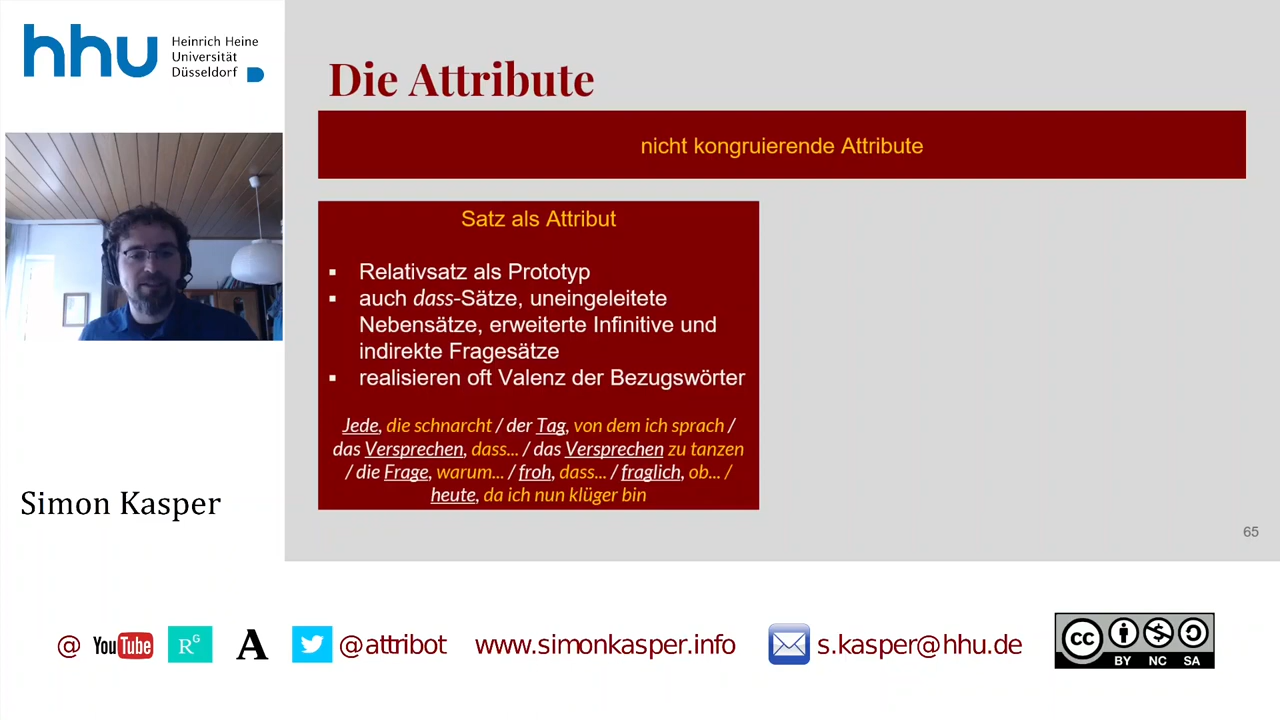 hhu
Heinrich Heine
Universität
Düsseldorf
Die Attribute
nicht kongruierende Attribute
Satz als Attribut
▪ Relativsatz als Prototyp
▪ auch dass-Sätze, uneingeleitete
Nebensätze, erweiterte Infinitive und
indirekte Fragesätze
▪ realisieren oft Valenz der Bezugswörter
Jede, die schnarcht / der Tag, von dem ich sprach /
das Versprechen, dass... / das Versprechen zu tanzen
/ die Frage, warum... / froh, dass... / fraglich, ob... /
heute, da ich nun klüger bin
Simon Kasper
65
@ YouTube RG A @attribot www.simonkasper.info s.kasper@hhu.de
cc BY NC SA